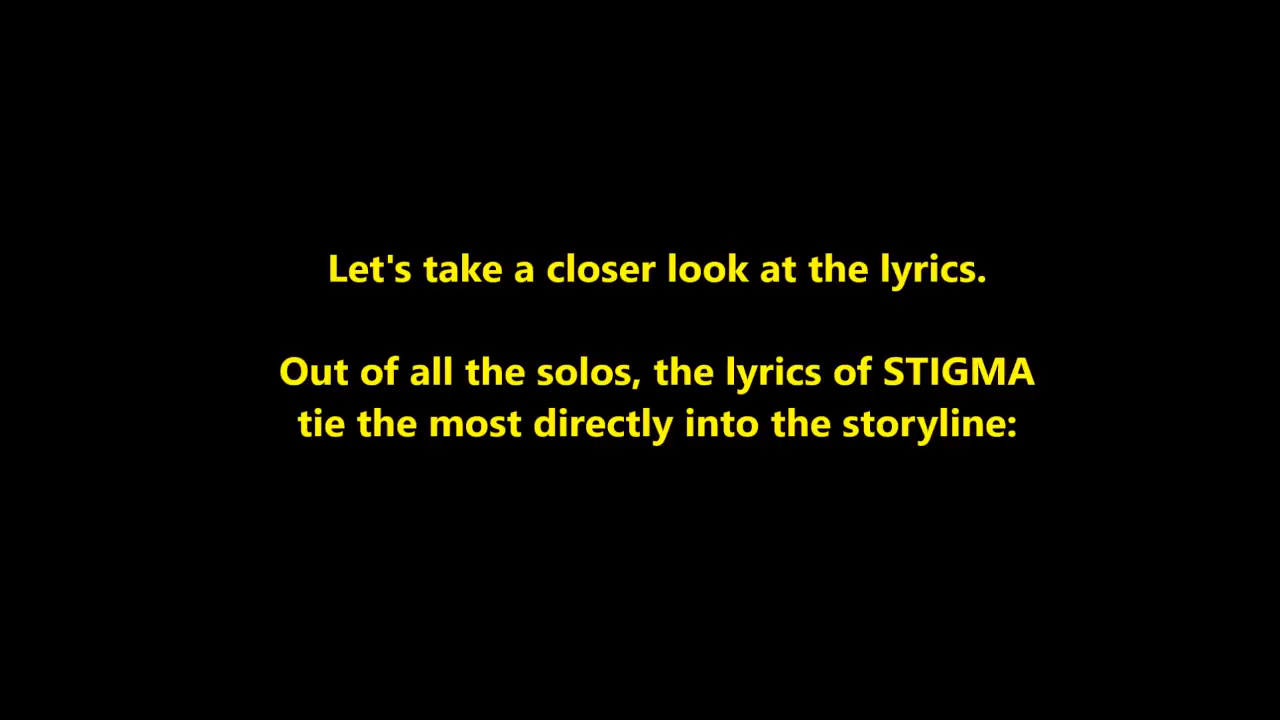 Let's take a closer look at the lyrics.
Out of all the solos, the lyrics of STIGMA
tie the most directly into the storyline: